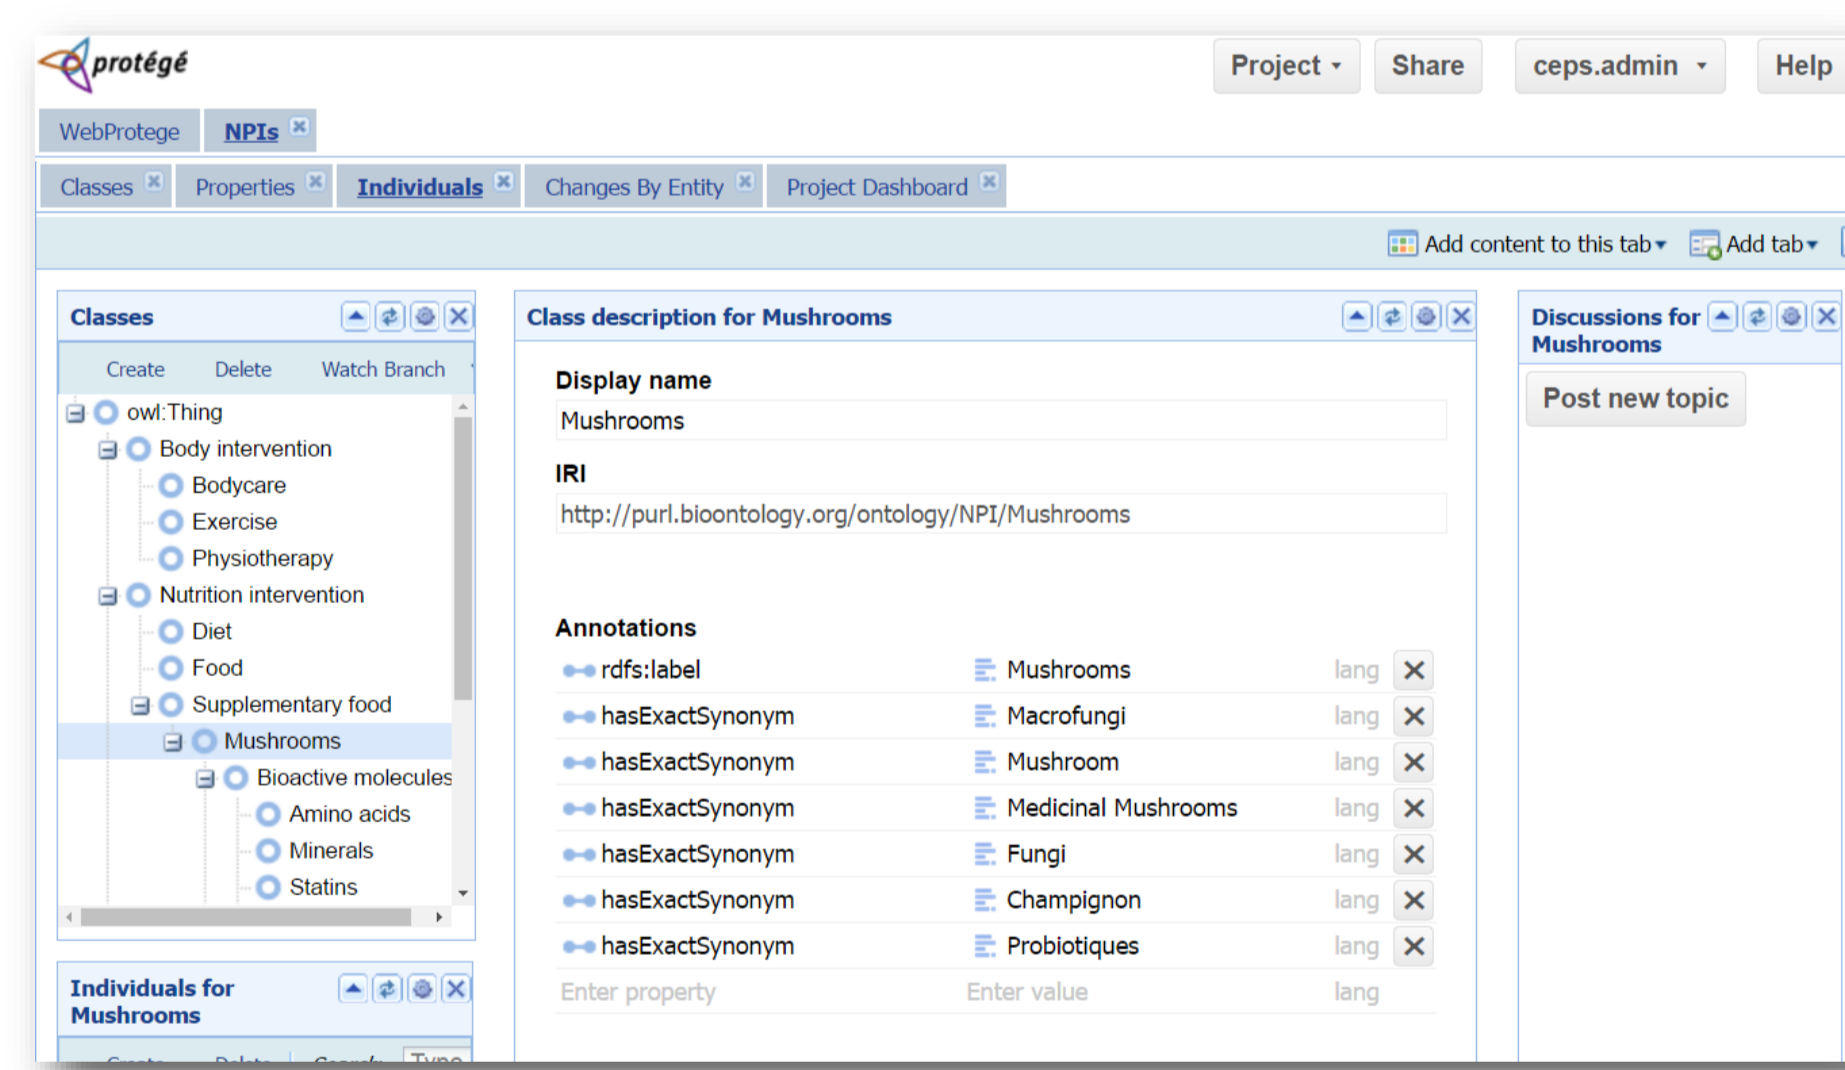 protégé
Project Share ceps.admin Help
WebProtege NPIs
Classes Properties Individuals Changes By Entity Project Dashboard
Add content to this tab Add tab
Classes
Create Delete Watch Branch
owl:Thing
Body intervention
Bodycare
Exercise
Physiotherapy
Nutrition intervention
Diet
Food
Supplementary food
Mushrooms
Bioactive molecules
Amino acids
Minerals
Statins
Individuals for
Mushrooms
Create Delete Search: Type
Class description for Mushrooms
Display name
Mushrooms
IRI
http://purl.bioontology.org/ontology/NPI/Mushrooms
Annotations
rdfs:label Mushrooms lang
hasExactSynonym Macrofungi lang
hasExactSynonym Mushroom lang
hasExactSynonym Medicinal Mushrooms lang
hasExactSynonym Fungi lang
hasExactSynonym Champignon lang
hasExactSynonym Probiotiques lang
Enter property Enter value lang
Discussions for
Mushrooms
Post new topic